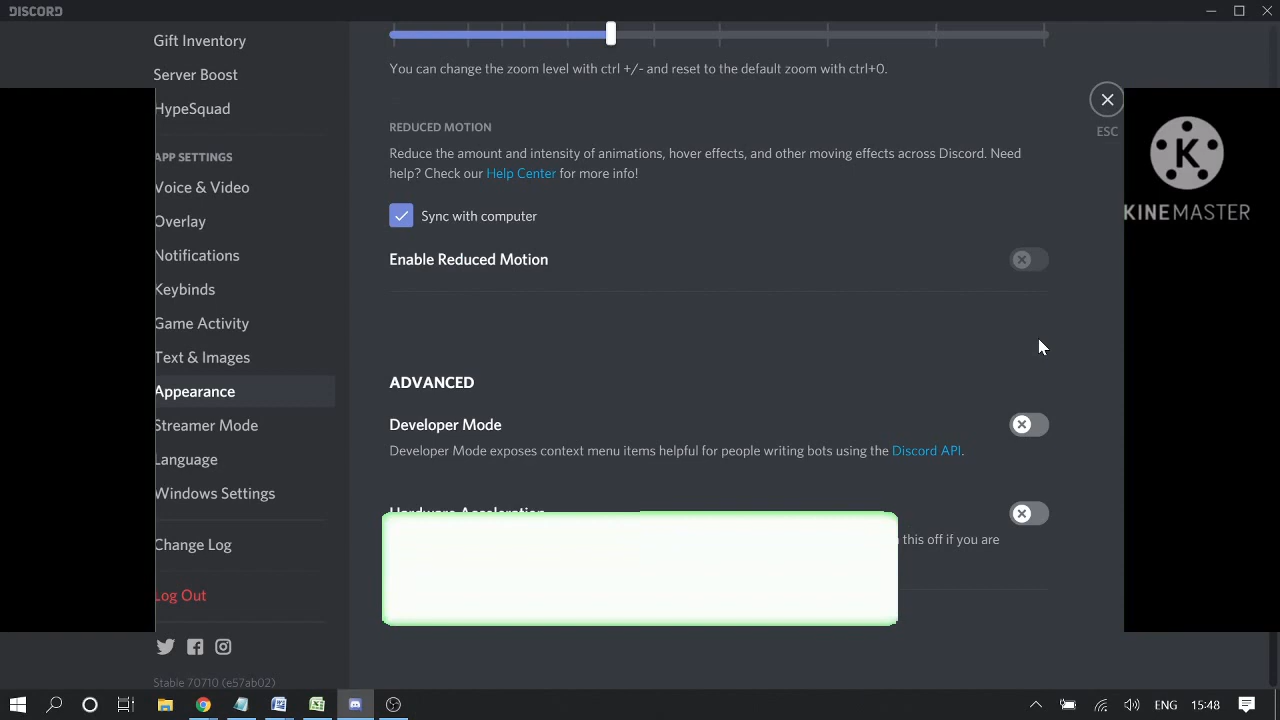 DISCORD
Gift Inventory
Server Boost
HypeSquad
APP SETTINGS
Voice & Video
Overlay
Notifications
Keybinds
Game Activity
Text & Images
Appearance
Streamer Mode
Language
Windows Settings
Change Log
Log Out
Stable 70710 (e57ab02)
You can change the zoom level with ctrl +/- and reset to the default zoom with ctrl+0.
REDUCED MOTION
Reduce the amount and intensity of animations, hover effects, and other moving effects across Discord. Need
help? Check our Help Center for more info!
Sync with computer
Enable Reduced Motion
ADVANCED
Developer Mode
Developer Mode exposes context menu items helpful for people writing bots using the Discord API.
Hardware Acceleration
this off if you are
ESC
K
KINEMASTER
ENG
15:48